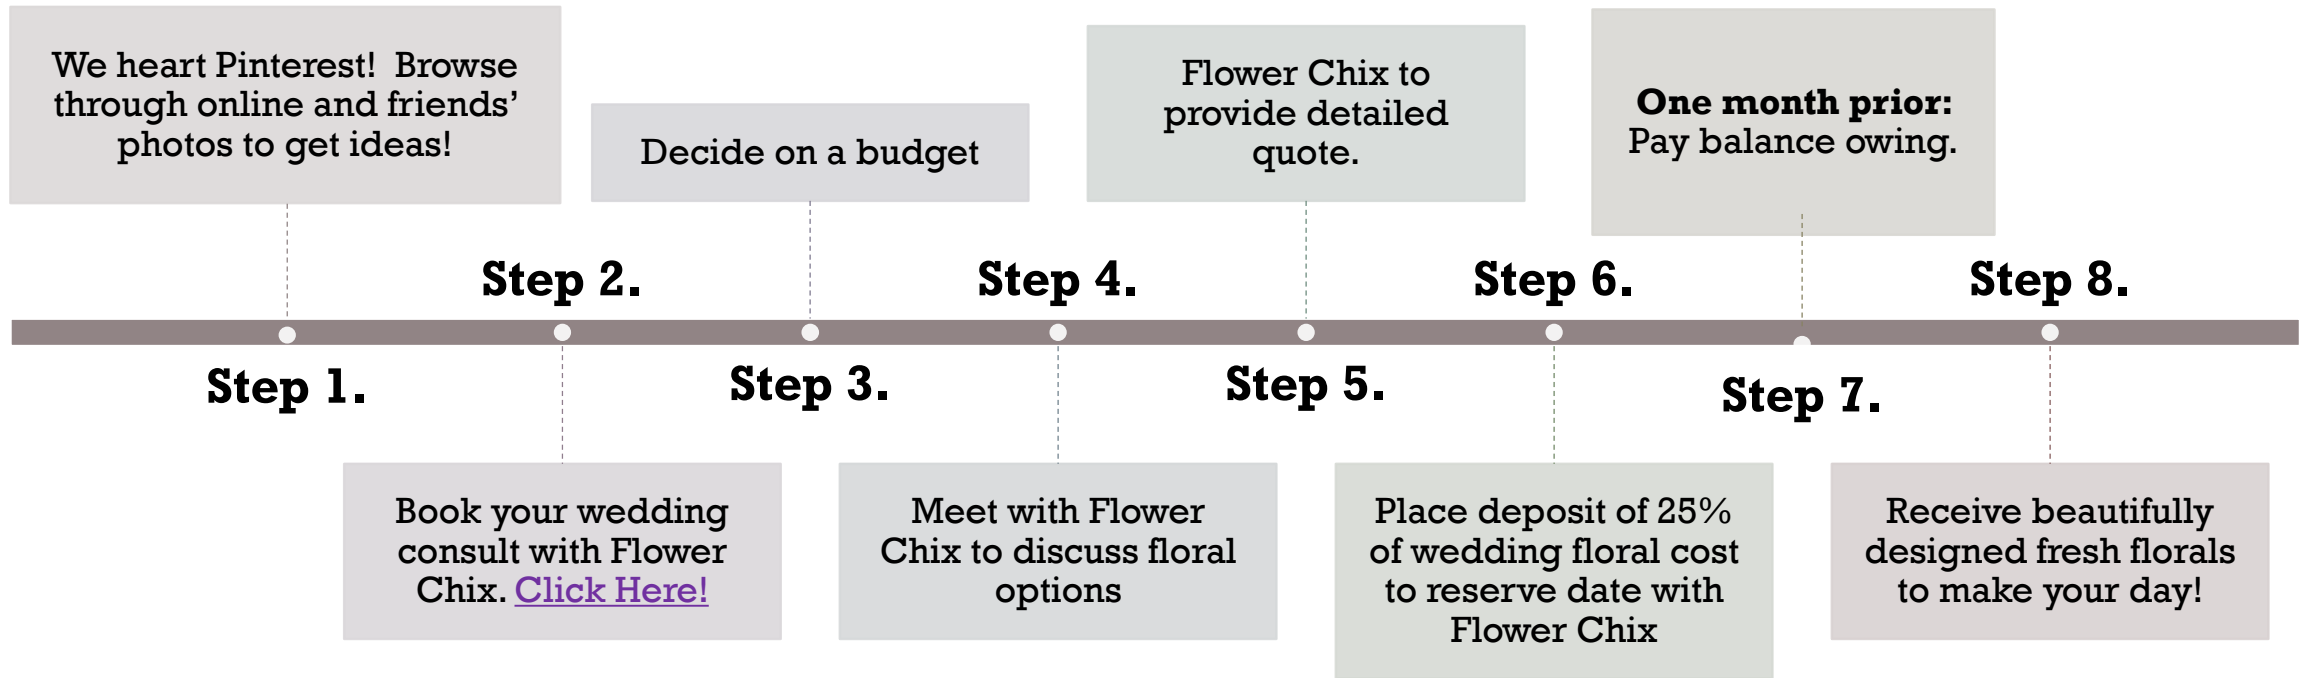 We heart Pinterest!  Browse
through online and friends’
photos to get ideas!
Step 1.
Step 2.
Book your wedding
consult with Flower
Chix. Click Here!
Decide on a budget
Step 3.
Step 4.
Meet with Flower
Chix to discuss floral
options
Flower Chix to
provide detailed
quote.
Step 5.
Step 6.
Place deposit of 25%
of wedding floral cost
to reserve date with
Flower Chix
One month prior:
Pay balance owing.
Step 7.
Step 8.
Receive beautifully
designed fresh florals
to make your day!